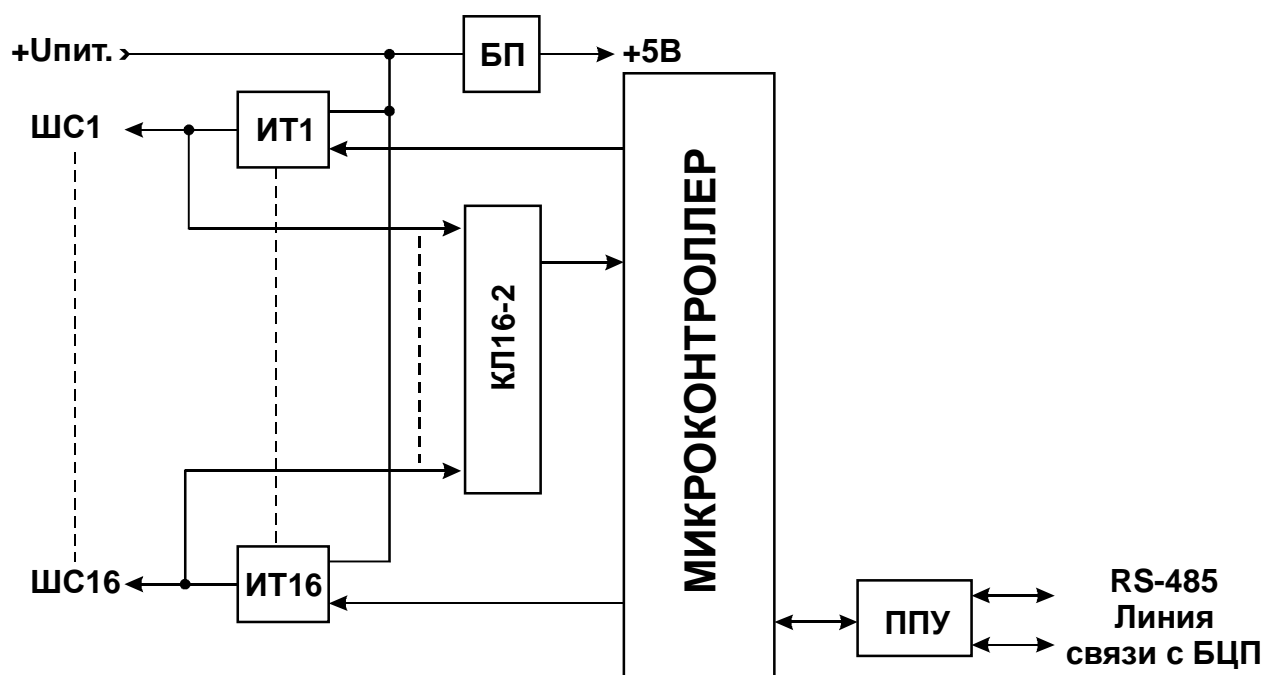 +Uпит.
БП
+5В
ШС1
ИТ1
КЛ16-2
МИКРОКОНТРОЛЛЕР
ШС16
ИТ16
ППУ
RS-485
Линия
связи с БЦП